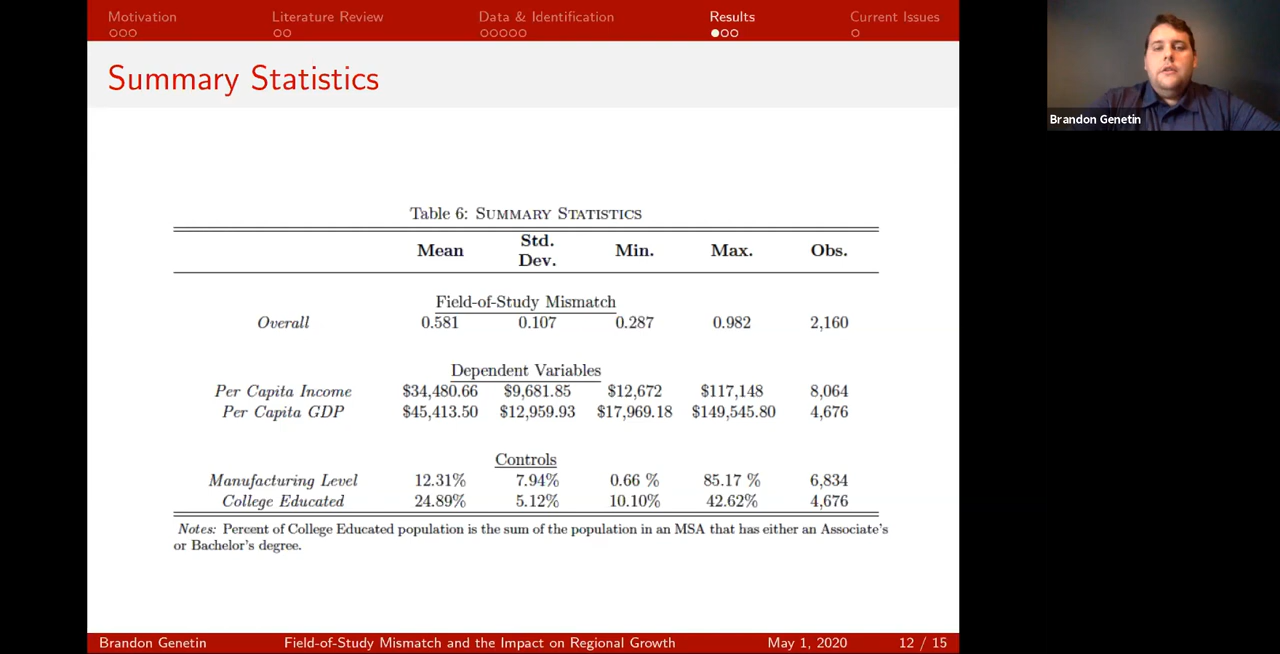 Motivation Literature Review Data & Identification Results Current Issues
Summary Statistics
Brandon Genetin
Table 6: SUMMARY STATISTICS
Mean Std. Dev. Min. Max. Obs.
Field-of-Study Mismatch
Overall 0.581 0.107 0.287 0.982 2,160
Dependent Variables
Per Capita Income $34,480.66 $9,681.85 $12,672 $117,148 8,064
Per Capita GDP $45,413.50 $12,959.93 $17,969.18 $149,545.80 4,676
Controls
Manufacturing Level 12.31% 7.94% 0.66 % 85.17 % 6,834
College Educated 24.89% 5.12% 10.10% 42.62% 4,676
Notes: Percent of College Educated population is the sum of the population in an MSA that has either an Associate's
or Bachelor's degree.
Brandon Genetin Field-of-Study Mismatch and the Impact on Regional Growth May 1, 2020 12 / 15